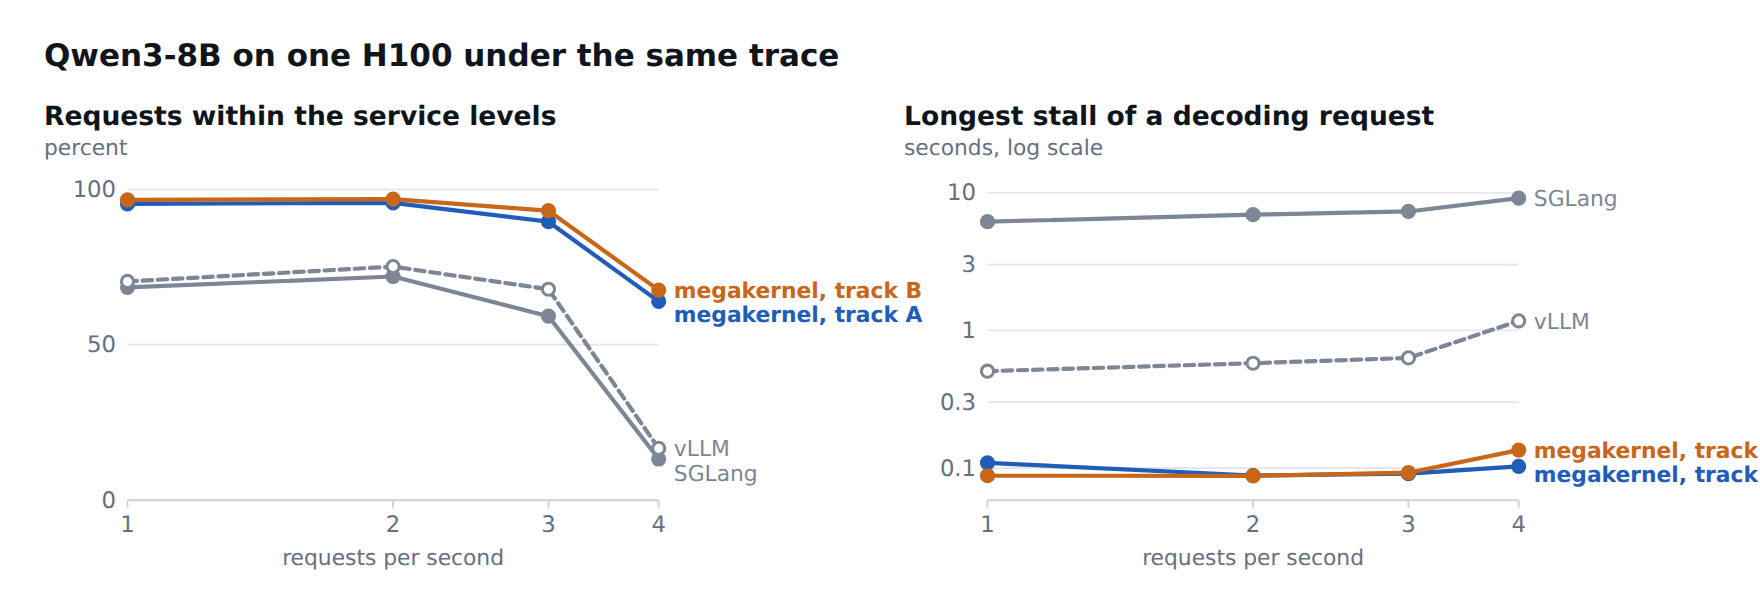 Qwen3-8B on one H100 under the same trace
Requests within the service levels
percent
100
50
0
1 2 3 4
requests per second
megakernel, track B
megakernel, track A
vLLM
SGLang
Longest stall of a decoding request
seconds, log scale
10
3
1
0.3
0.1
1 2 3 4
requests per second
SGLang
vLLM
megakernel, track
megakernel, track